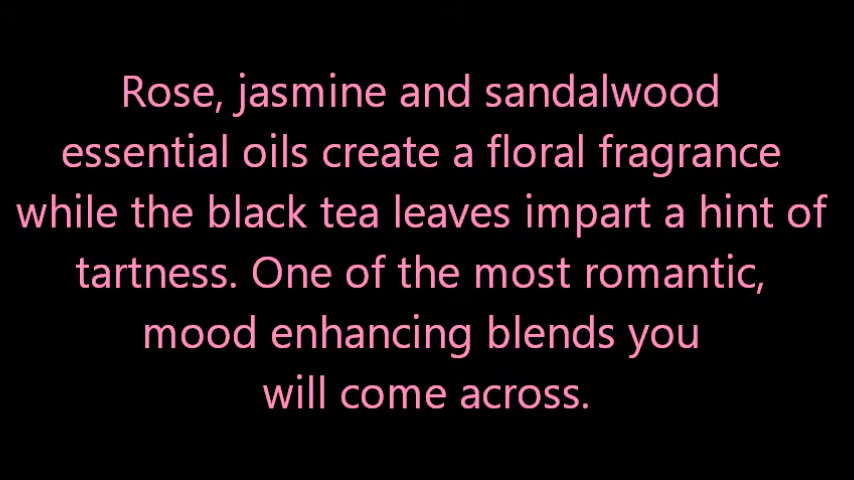 Rose, jasmine and sandalwood
essential oils create a floral fragrance
while the black tea leaves impart a hint of
tartness. One of the most romantic,
mood enhancing blends you
will come across.